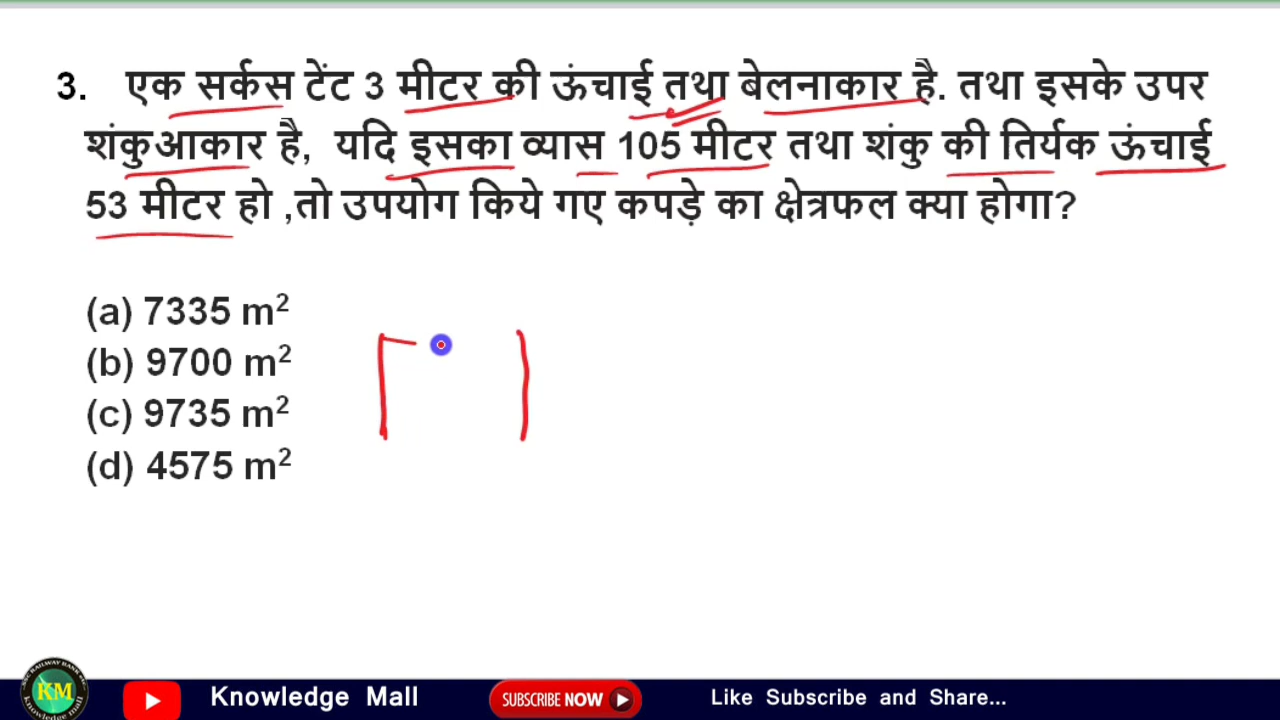 3. एक सर्कस टेंट 3 मीटर की ऊंचाई तथा बेलनाकार है. तथा इसके उपर
शंकुआकार है, यदि इसका व्यास 105 मीटर तथा शंकु की तिर्यक ऊंचाई
53 मीटर हो ,तो उपयोग किये गए कपड़े का क्षेत्रफल क्या होगा?
(a) 7335 m²
(b) 9700 m²
(c) 9735 m²
(d) 4575 m²
KM
Knowledge Mall
SUBSCRIBE NOW
Like Subscribe and Share...